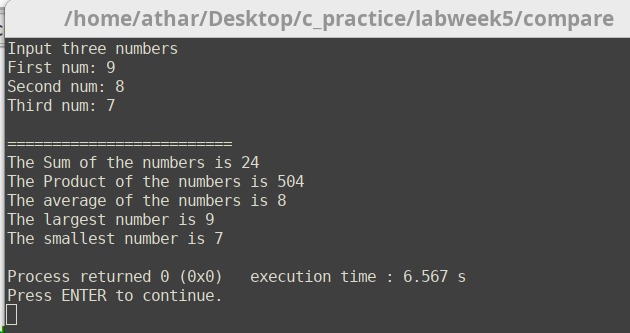 /home/athar/Desktop/c_practice/labweek5/compare
Input three numbers
First num: 9
Second num: 8
Third num: 7
=========================
The Sum of the numbers is 24
The Product of the numbers is 504
The average of the numbers is 8
The largest number is 9
The smallest number is 7
Process returned 0 (0x0)   execution time : 6.567 s
Press ENTER to continue.